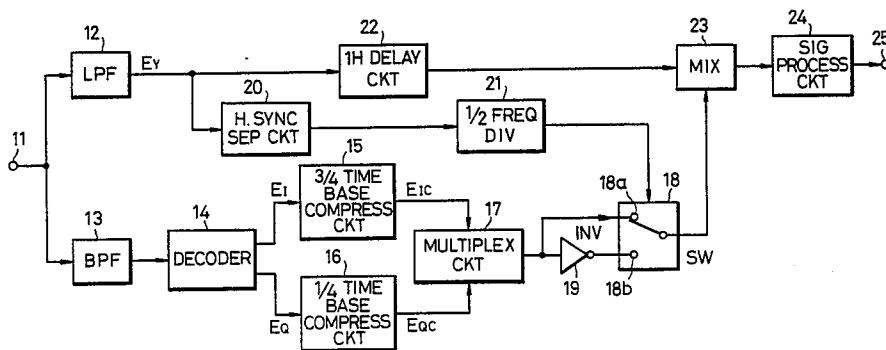 12
LPF
EY
22
1H DELAY
CKT
23
MIX
24
SIG
PROCESS
CKT
25
20
H. SYNC
SEP CKT
21
1/2 FREQ
DIV
11
13
BPF
14
DECODER
EI
15
3/4 TIME
BASE
COMPRESS
CKT
EIC
EQ
16
1/4 TIME
BASE
COMPRESS
CKT
EQC
17
MULTIPLEX
CKT
INV
19
18a
18
18b
SW